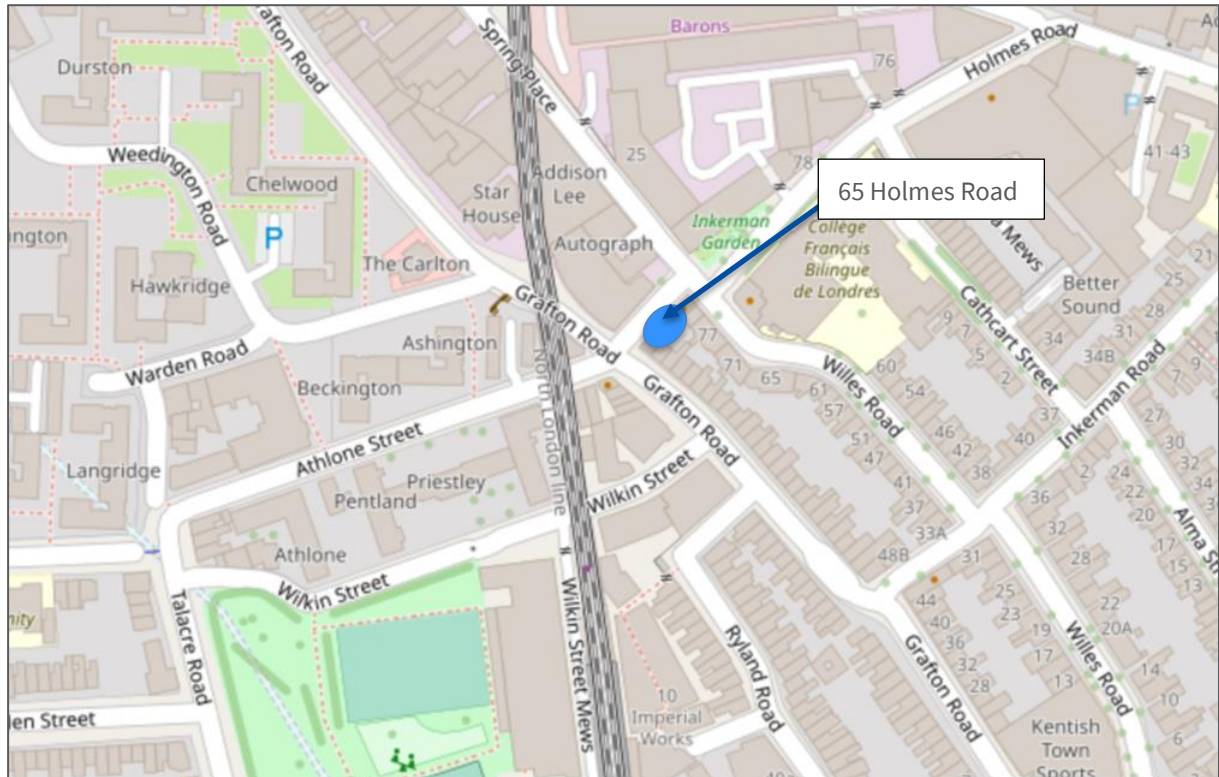 Durston
Grafton Road
Spring Place
Barons
76
Holmes Road
P
41-43
Weedington Road
Chelwood
25
78
Addison
Lee
Star
House
65 Holmes Road
Inkerman
Garden
Collège
Français
Bilingue
de Londres
Mews
P
Autograph
The Carlton
Hawkridge
Grafton Road
Better
Sound
25
21
Cathcart Street
9
7
5
2
34
31
28
34B
9
7
Ashington
North London line
77
71
65
61
57
Willes Road
60
54
Warden Road
Beckington
Grafton Road
51
47
46
42
40
37
38
Inkerman Road
27
30
32
34
Athlone Street
Langridge
Priestley
Pentland
Wilkin Street
41
37
33A
36
2
24
22
20
Alma
17
15
13
Athlone
48B
31
32
28
Wilkin Street
44
40
36
32
28
25
23
19
17
13
22
20A
14
10
6
Talacre Road
Wilkin Street Mews
Ryland Road
Grafton Road
Willes Road
10
Imperial
Works
Kentish
Town
Sports